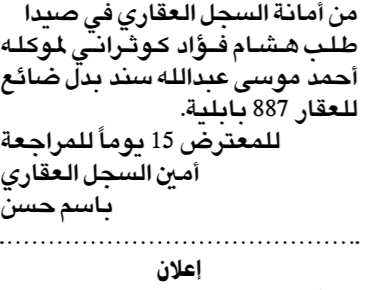 من أمانة السجل العقاري في صيدا
طلب هشام فؤاد كوثراني لموكله
أحمد موسى عبدالله سند بدل ضائع
للعقار 887 بابلية.
للمعترض 15 يوماً للمراجعة
أمين السجل العقاري
باسم حسن
إعلان